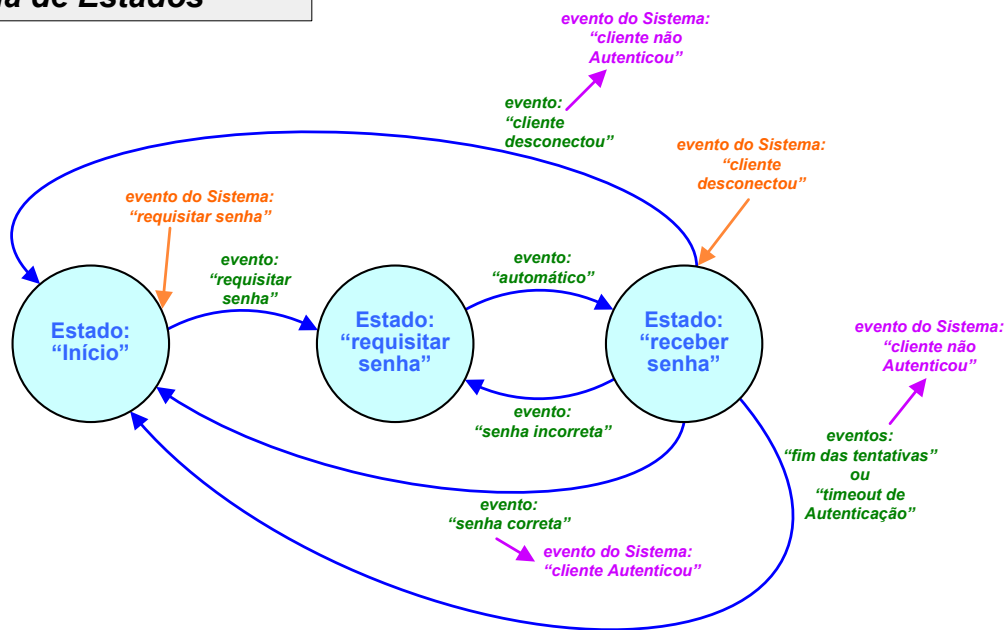 de Estados
evento do Sistema:
“cliente não
Autenticou”
evento:
“cliente
desconectou”
evento do Sistema:
“cliente
desconectou”
evento do Sistema:
“requisitar senha”
evento:
“requisitar
senha”
evento:
“automático”
Estado:
“Início”
Estado:
“requisitar
senha”
Estado:
“receber
senha”
evento do Sistema:
“cliente não
Autenticou”
evento:
“senha incorreta”
eventos:
“fim das tentativas”
ou
“timeout de
Autenticação”
evento:
“senha correta”
evento do Sistema:
“cliente Autenticou”